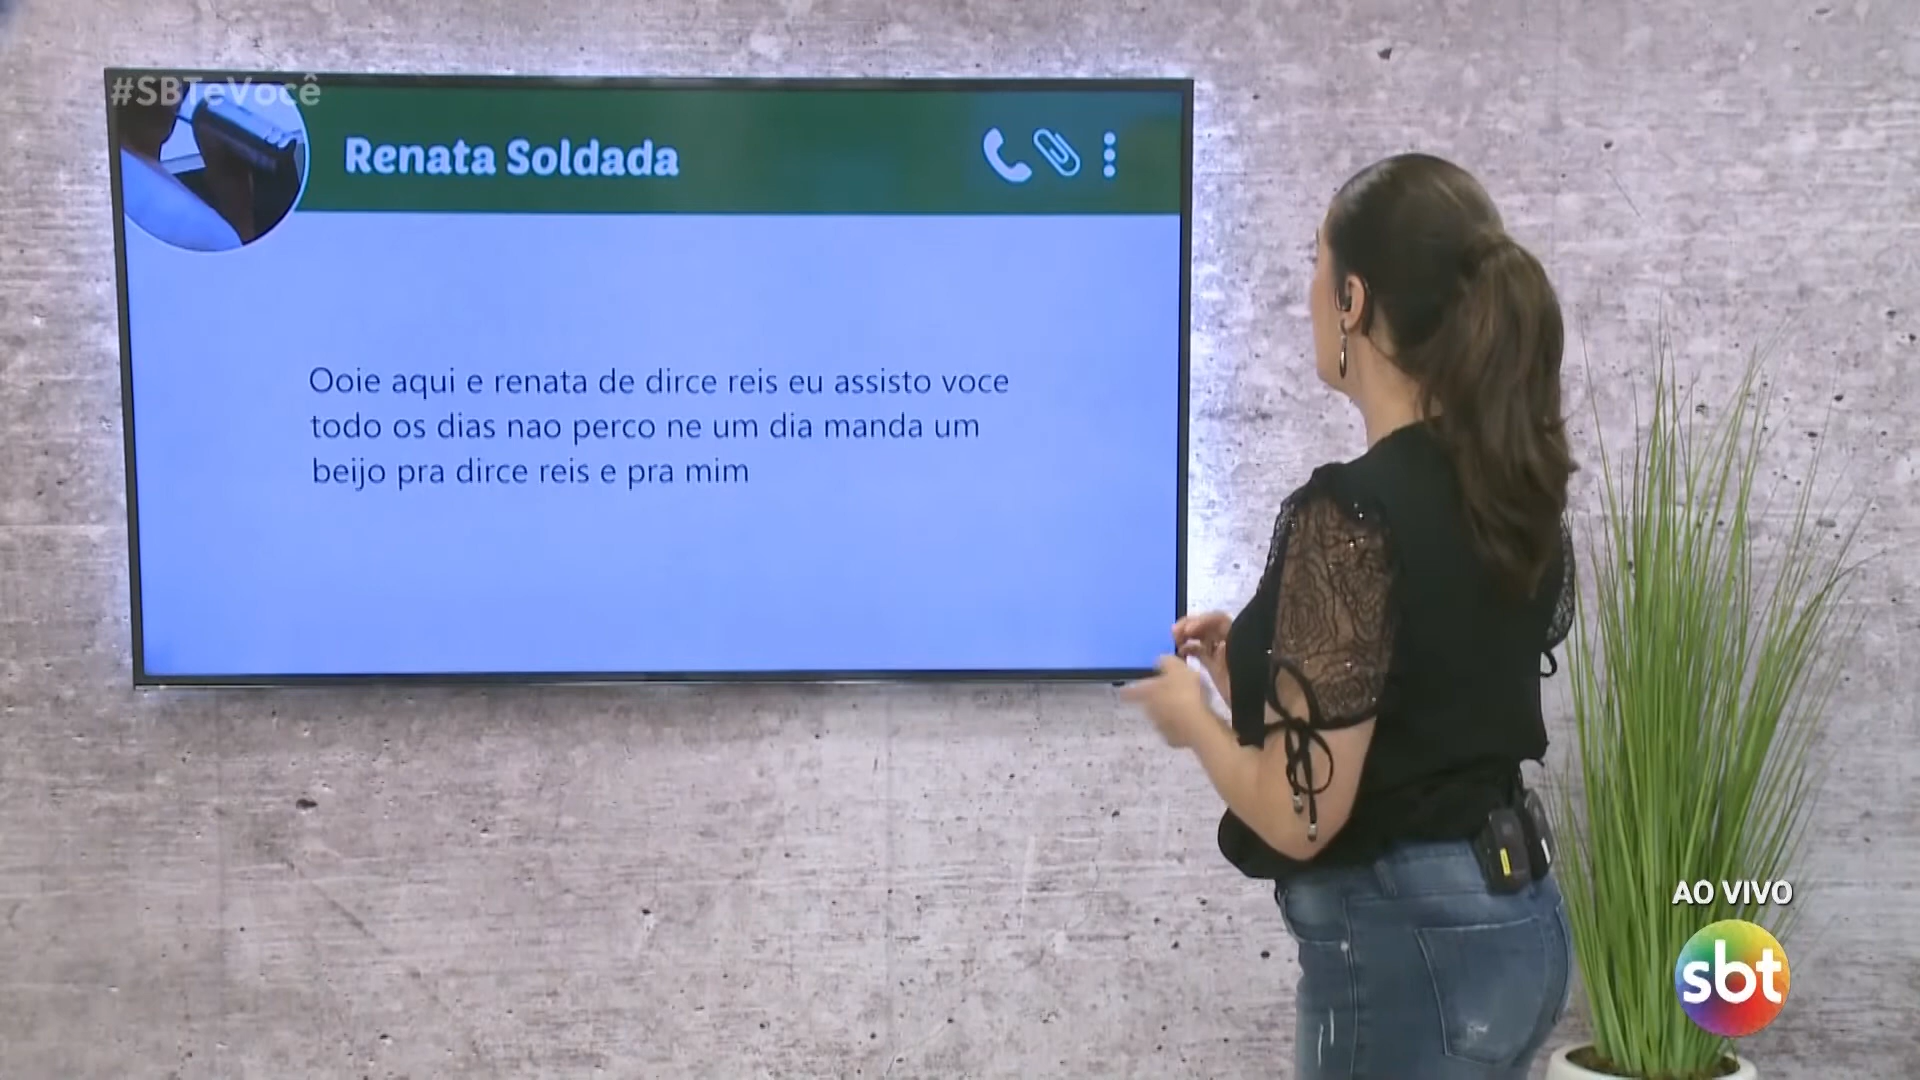 #SBTeVocê
Renata Soldada
Ooie aqui e renata de dirce reis eu assisto voce
todo os dias nao perco ne um dia manda um
beijo pra dirce reis e pra mim
AO VIVO
sbt